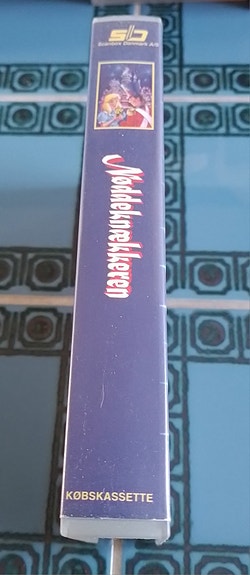 sb
Scanbox Danmark A/S
Nøddeknækkeren
KØBSKASSETTE